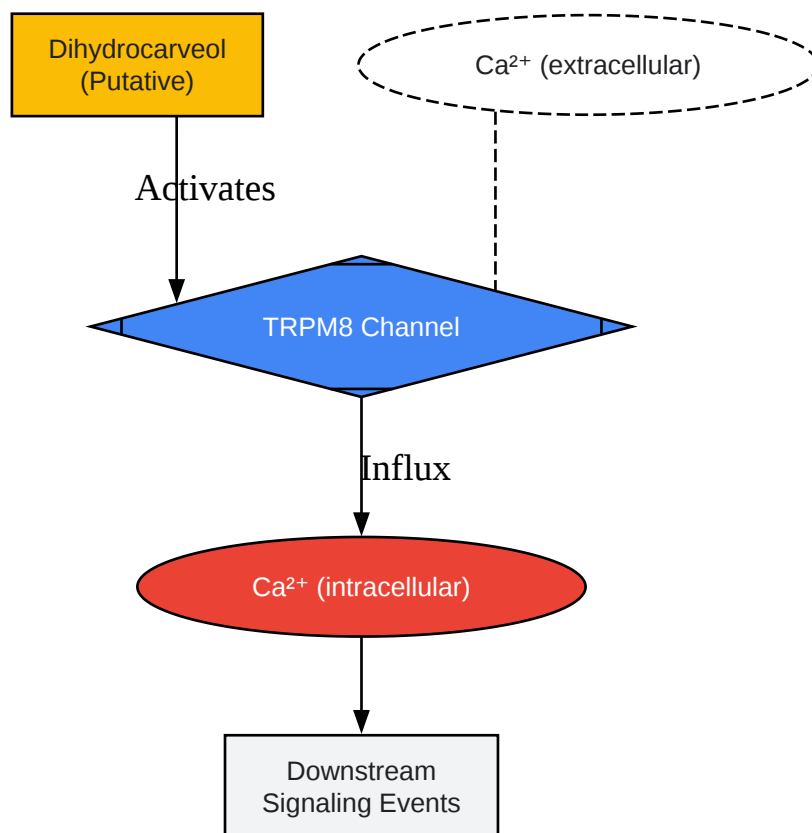 Dihydrocarveol
(Putative)
Ca²⁺ (extracellular)
Activates
TRPM8 Channel
Influx
Ca²⁺ (intracellular)
Downstream
Signaling Events